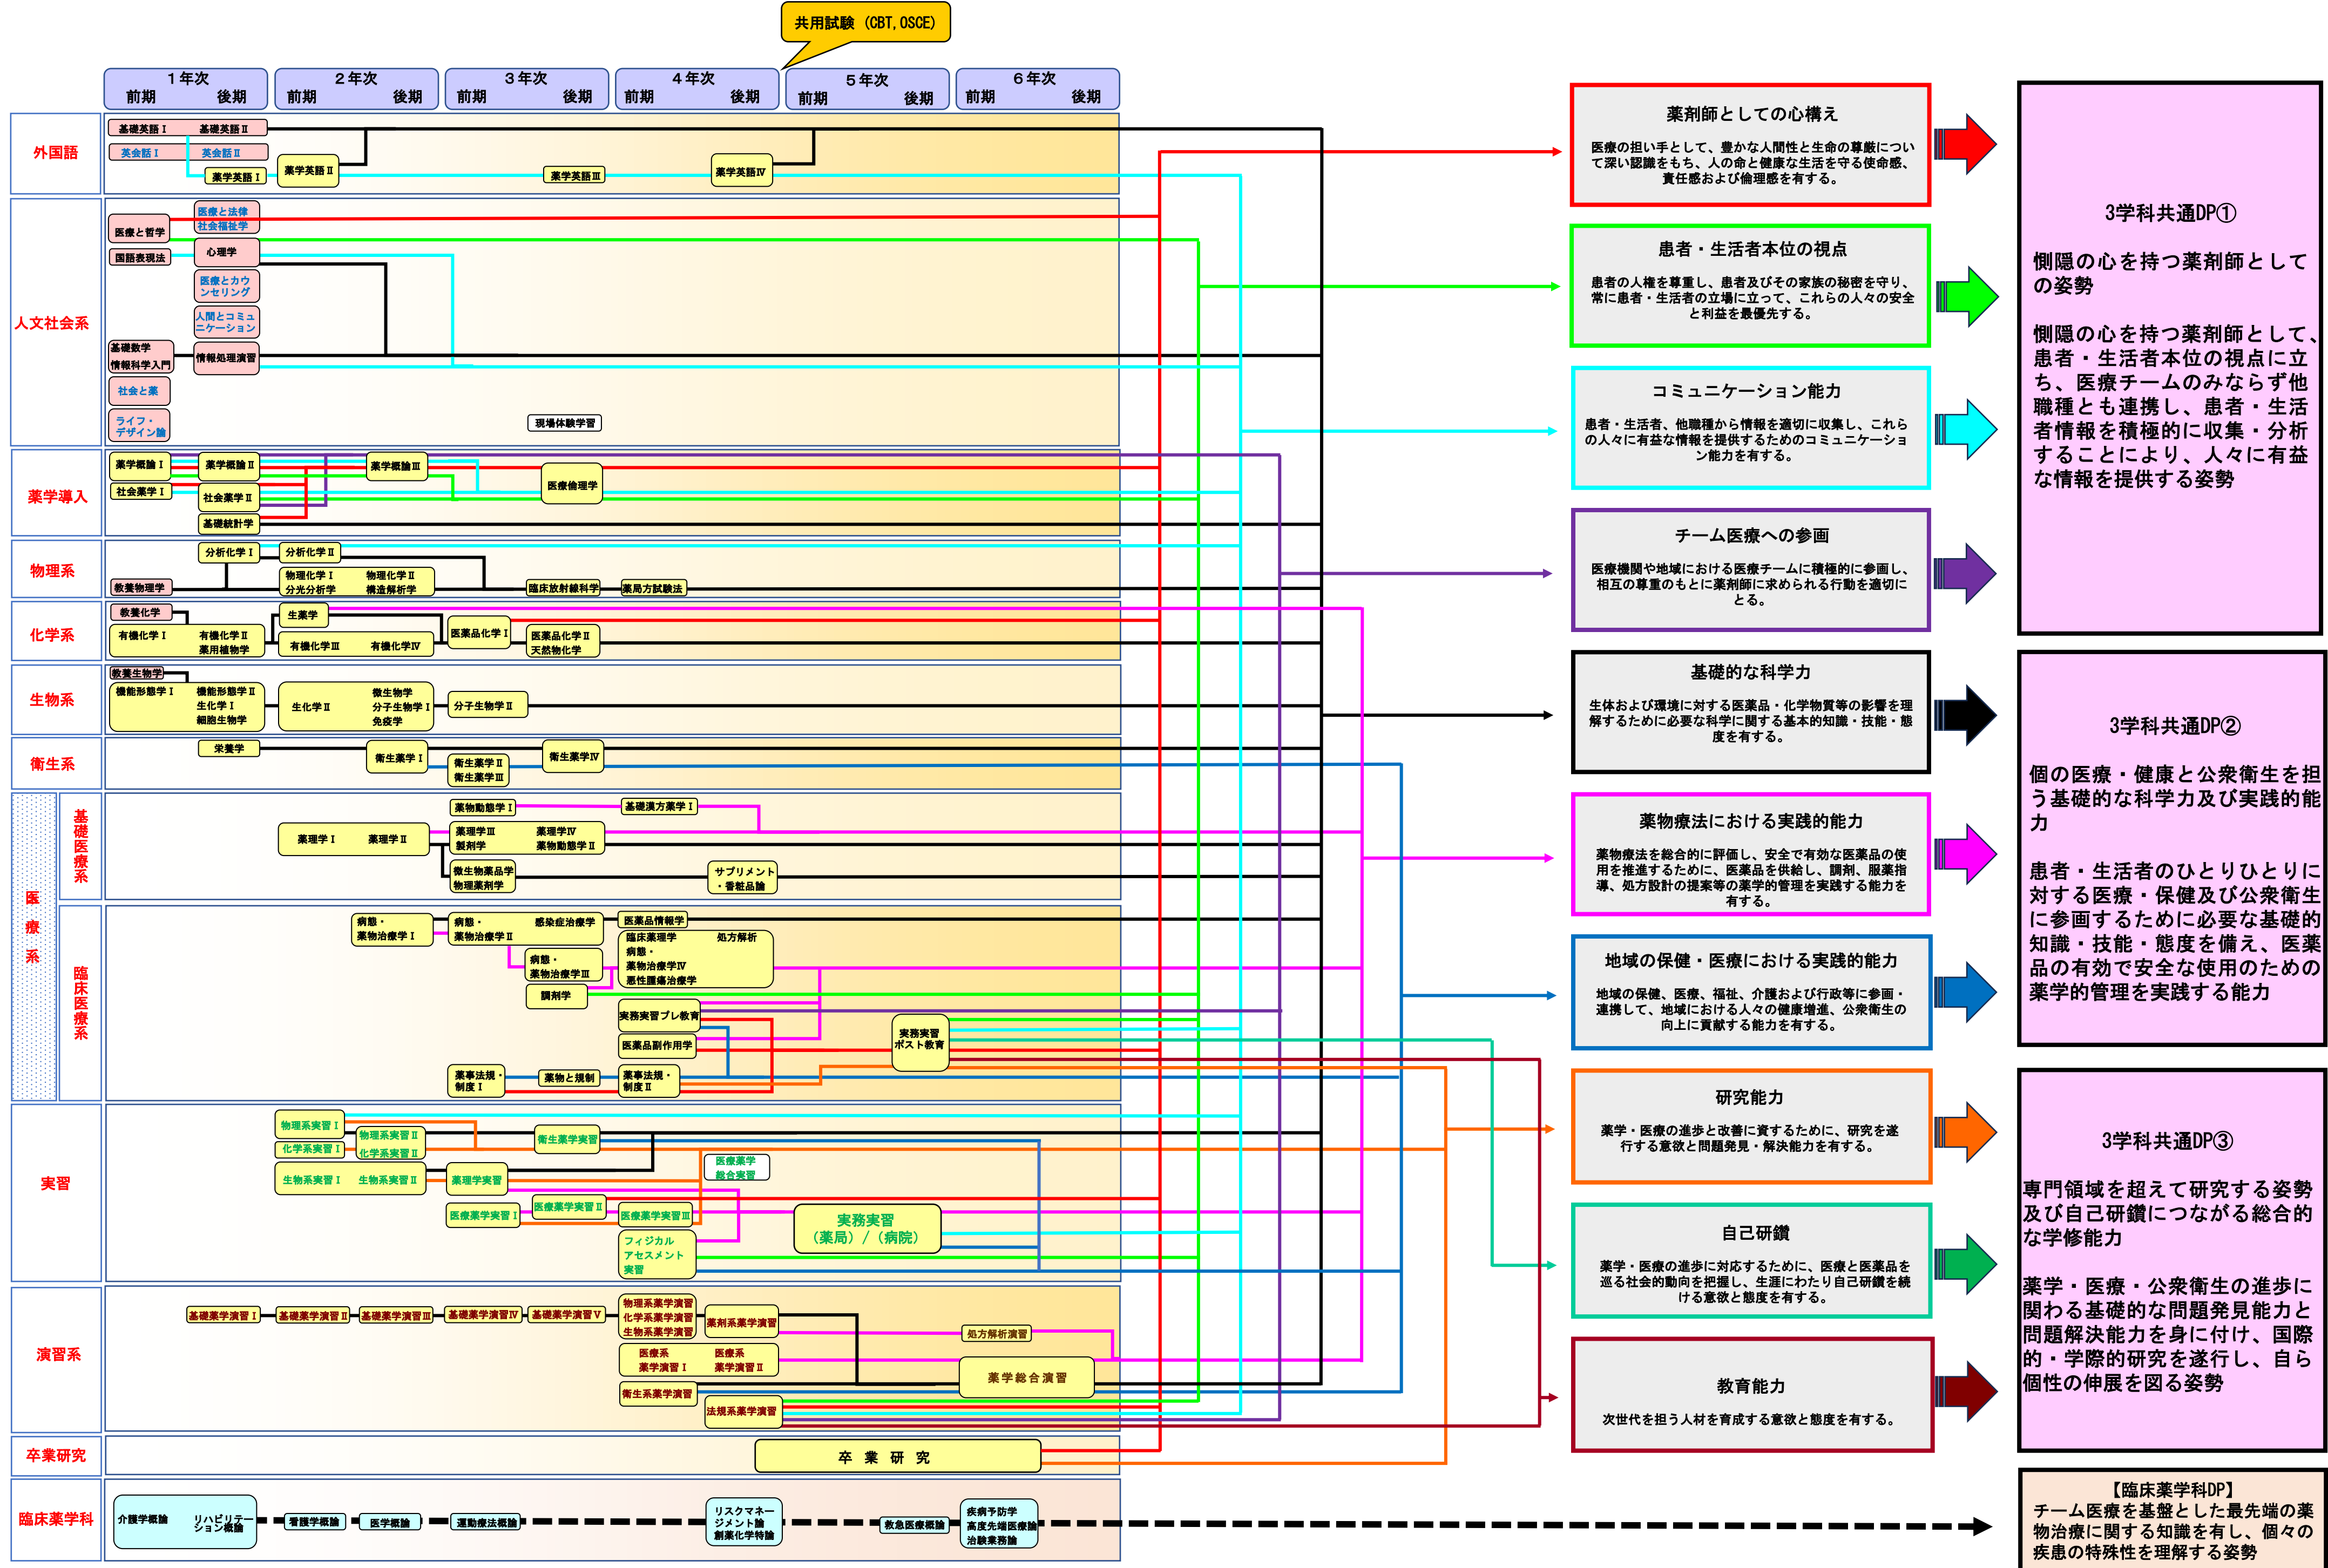 共用試験（CBT,OSCE）
１年次
前期　後期
２年次
前期　後期
３年次
前期　後期
４年次
前期　後期
５年次
前期　後期
６年次
前期　後期
外国語
基礎英語Ⅰ　基礎英語Ⅱ
英会話Ⅰ　英会話Ⅱ
薬学英語Ⅰ
薬学英語Ⅱ
薬学英語Ⅲ
薬学英語Ⅳ
人文社会系
医療と哲学
医療と法律
社会福祉学
国語表現法
心理学
医療とカウ
ンセリング
人間とコミュ
ニケーション
基礎数学
情報科学入門
情報処理演習
社会と薬
ライフ・
デザイン論
現場体験学習
薬学導入
薬学概論Ⅰ
薬学概論Ⅱ
薬学概論Ⅲ
社会薬学Ⅰ
社会薬学Ⅱ
医療倫理学
基礎統計学
物理系
分析化学Ⅰ
分析化学Ⅱ
教養物理学
物理化学Ⅰ　物理化学Ⅱ
分光分析学　構造解析学
臨床放射線科学
薬局方試験法
化学系
教養化学
生薬学
有機化学Ⅰ　有機化学Ⅱ
薬用植物学
有機化学Ⅲ　有機化学Ⅳ
医薬品化学Ⅰ
医薬品化学Ⅱ
天然物化学
生物系
教養生物学
機能形態学Ⅰ　機能形態学Ⅱ
生化学Ⅰ
細胞生物学
生化学Ⅱ
微生物学
分子生物学Ⅰ
免疫学
分子生物学Ⅱ
衛生系
栄養学
衛生薬学Ⅰ
衛生薬学Ⅱ
衛生薬学Ⅲ
衛生薬学Ⅳ
医療系
基礎医療系
薬物動態学Ⅰ
基礎漢方薬学Ⅰ
薬理学Ⅰ　薬理学Ⅱ
薬理学Ⅲ　薬理学Ⅳ
製剤学　薬物動態学Ⅱ
微生物薬品学
物理薬剤学
サプリメント
・香粧品論
臨床医療系
病態・
薬物治療学Ⅰ
病態・　感染症治療学
薬物治療学Ⅱ
医薬品情報学
病態・
薬物治療学Ⅲ
臨床薬理学　処方解析
病態・
薬物治療学Ⅳ
悪性腫瘍治療学
調剤学
実務実習プレ教育
医薬品副作用学
実務実習
ポスト教育
薬事法規・
制度Ⅰ
薬物と規制
薬事法規・
制度Ⅱ
実習
物理系実習Ⅰ
化学系実習Ⅰ
物理系実習Ⅱ
化学系実習Ⅱ
衛生薬学実習
生物系実習Ⅰ　生物系実習Ⅱ
薬理学実習
医療薬学
総合実習
医療薬学実習Ⅰ
医療薬学実習Ⅱ
医療薬学実習Ⅲ
フィジカル
アセスメント
実習
実務実習
（薬局）/（病院）
演習系
基礎薬学演習Ⅰ
基礎薬学演習Ⅱ
基礎薬学演習Ⅲ
基礎薬学演習Ⅳ
基礎薬学演習Ⅴ
物理系薬学演習
化学系薬学演習
生物系薬学演習
薬剤系薬学演習
処方解析演習
医療系　医療系
薬学演習Ⅰ　薬学演習Ⅱ
薬学総合演習
衛生系薬学演習
法規系薬学演習
卒業研究
卒業研究
臨床薬学科
介護学概論
リハビリテー
ション概論
看護学概論
医学概論
運動療法概論
リスクマネー
ジメント論
創薬化学特論
救急医療概論
疾病予防学
高度先端医療論
治験業務論
薬剤師としての心構え
医療の担い手として、豊かな人間性と生命の尊厳につい
て深い認識をもち、人の命と健康な生活を守る使命感、
責任感および倫理感を有する。
患者・生活者本位の視点
患者の人権を尊重し、患者及びその家族の秘密を守り、
常に患者・生活者の立場に立って、これらの人々の安全
と利益を最優先する。
コミュニケーション能力
患者・生活者、他職種から情報を適切に収集し、これら
の人々に有益な情報を提供するためのコミュニケーショ
ン能力を有する。
チーム医療への参画
医療機関や地域における医療チームに積極的に参画し、
相互の尊重のもとに薬剤師に求められる行動を適切に
とる。
基礎的な科学力
生体および環境に対する医薬品・化学物質等の影響を理
解するために必要な科学に関する基本的知識・技能・態
度を有する。
薬物療法における実践的能力
薬物療法を総合的に評価し、安全で有効な医薬品の使
用を推進するために、医薬品を供給し、調剤、服薬指
導、処方設計の提案等の薬学的管理を実践する能力を
有する。
地域の保健・医療における実践的能力
地域の保健、医療、福祉、介護および行政等に参画・
連携して、地域における人々の健康増進、公衆衛生の
向上に貢献する能力を有する。
研究能力
薬学・医療の進歩と改善に資するために、研究を遂
行する意欲と問題発見・解決能力を有する。
自己研鑽
薬学・医療の進歩に対応するために、医療と医薬品を
巡る社会的動向を把握し、生涯にわたり自己研鑽を続
ける意欲と態度を有する。
教育能力
次世代を担う人材を育成する意欲と態度を有する。
3学科共通DP①
惻隠の心を持つ薬剤師として
の姿勢
惻隠の心を持つ薬剤師として、
患者・生活者本位の視点に立
ち、医療チームのみならず他
職種とも連携し、患者・生活
者情報を積極的に収集・分析
することにより、人々に有益
な情報を提供する姿勢
3学科共通DP②
個の医療・健康と公衆衛生を担
う基礎的な科学力及び実践的能
力
患者・生活者のひとりひとりに
対する医療・保健及び公衆衛生
に参画するために必要な基礎的
知識・技能・態度を備え、医薬
品の有効で安全な使用のための
薬学的管理を実践する能力
3学科共通DP③
専門領域を超えて研究する姿勢
及び自己研鑽につながる総合的
な学修能力
薬学・医療・公衆衛生の進歩に
関わる基礎的な問題発見能力と
問題解決能力を身に付け、国際
的・学際的研究を遂行し、自ら
個性の伸展を図る姿勢
【臨床薬学科DP】
チーム医療を基盤とした最先端の薬
物治療に関する知識を有し、個々の
疾患の特殊性を理解する姿勢